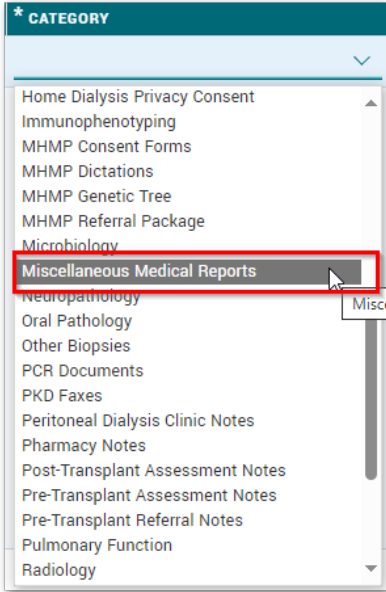 * CATEGORY
Home Dialysis Privacy Consent
Immunophenotyping
MHMP Consent Forms
MHMP Dictations
MHMP Genetic Tree
MHMP Referral Package
Microbiology
Miscellaneous Medical Reports
Neuropathology
Misc
Oral Pathology
Other Biopsies
PCR Documents
PKD Faxes
Peritoneal Dialysis Clinic Notes
Pharmacy Notes
Post-Transplant Assessment Notes
Pre-Transplant Assessment Notes
Pre-Transplant Referral Notes
Pulmonary Function
Radiology